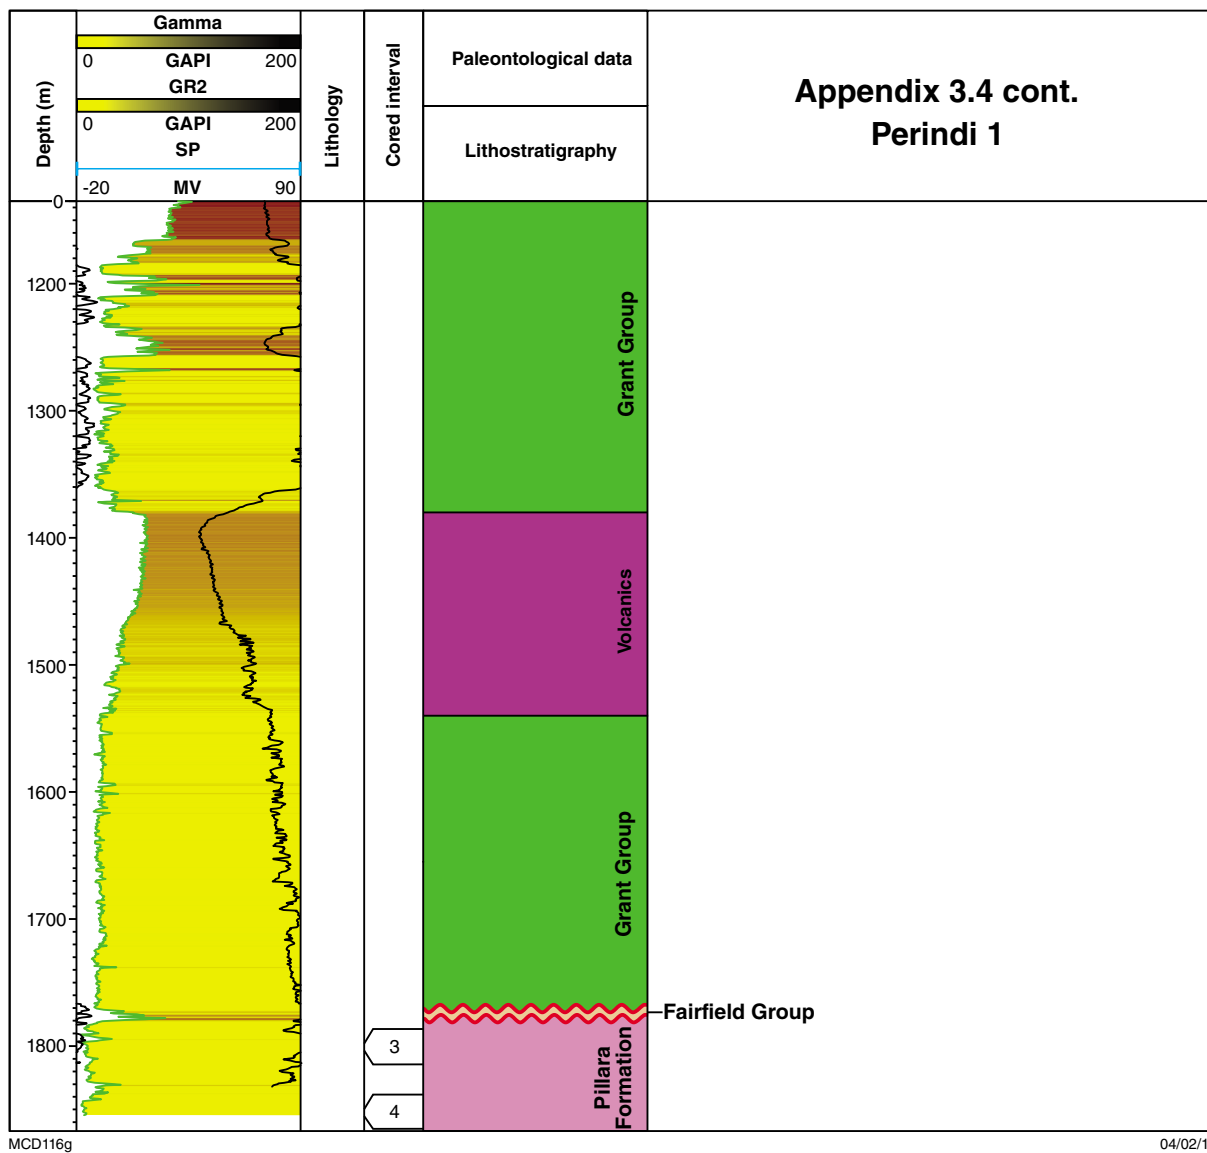 Depth (m)
Gamma
0 GAPI 200
GR2
0 GAPI 200
SP
-20 MV 90
Lithology
Cored interval
Paleontological data
Lithostratigraphy
Appendix 3.4 cont.
Perindi 1
0
1200
1300
1400
1500
1600
1700
1800
3
4
Grant Group
Volcanics
Grant Group
Fairfield Group
Pillara
Formation
MCD116g
04/02/1